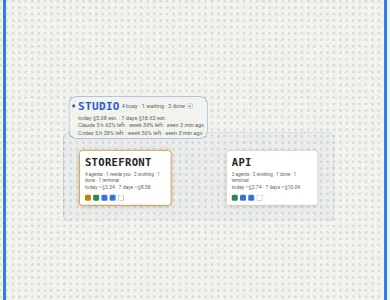 STUDIO 4 busy · 1 waiting · 2 done
today $5.08 est. · 7 days $18.62 est.
Claude 5h 62% left · week 39% left · seen 3 min ago
Codex 5h 28% left · week 56% left · seen 3 min ago
STOREFRONT
4 agents · 1 needs you · 2 working · 1
done · 1 terminal
today ~$2.34 · 7 days ~$8.58
API
3 agents · 2 working · 1 done · 1
terminal
today ~$2.74 · 7 days ~$10.04